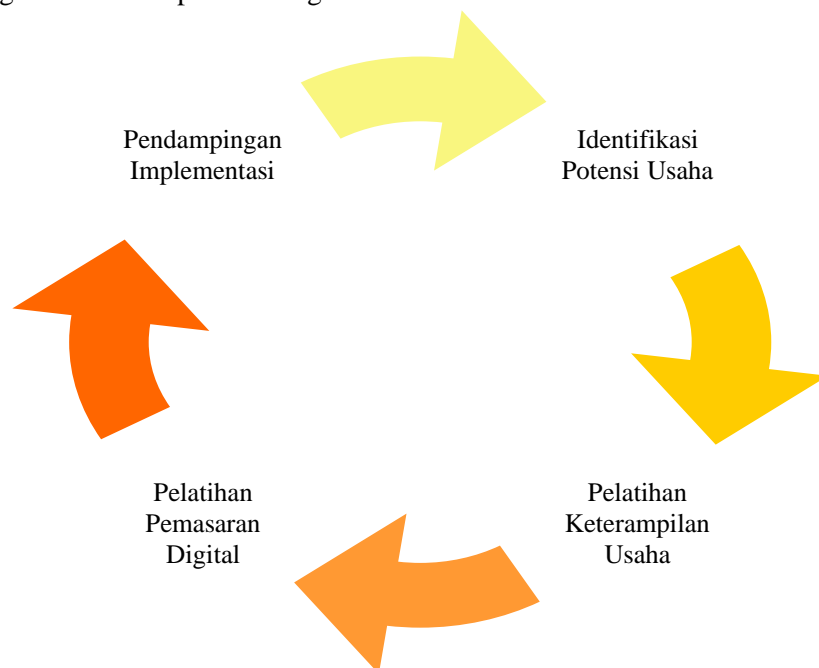 Pendampingan
Implementasi
Identifikasi
Potensi Usaha
Pelatihan
Pemasaran
Digital
Pelatihan
Keterampilan
Usaha